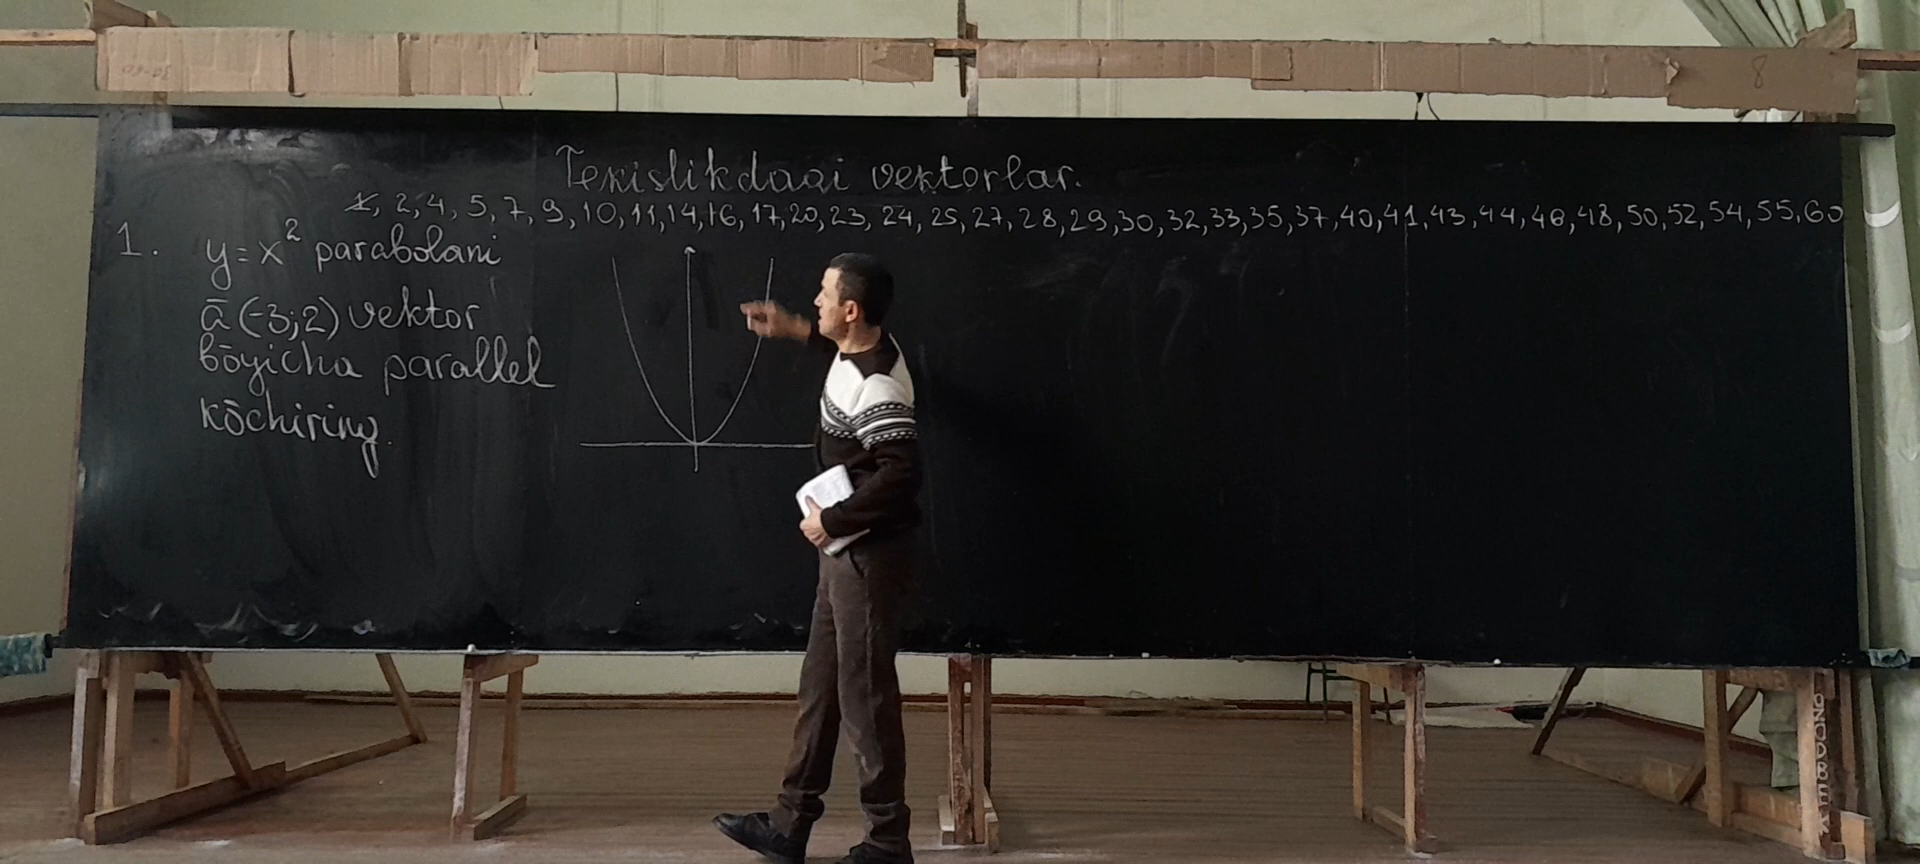 Tekislikdagi vektorlar.
1, 2, 4, 5, 7, 9, 10, 11, 14, 16, 17, 20, 23, 24, 25, 27, 28, 29, 30, 32, 33, 35, 37, 40, 41, 43, 44, 46, 48, 50, 52, 54, 55, 60
1. y=x² parabolani
ā(-3;2) vektor
bōyicha parallel
kōchiring.
8